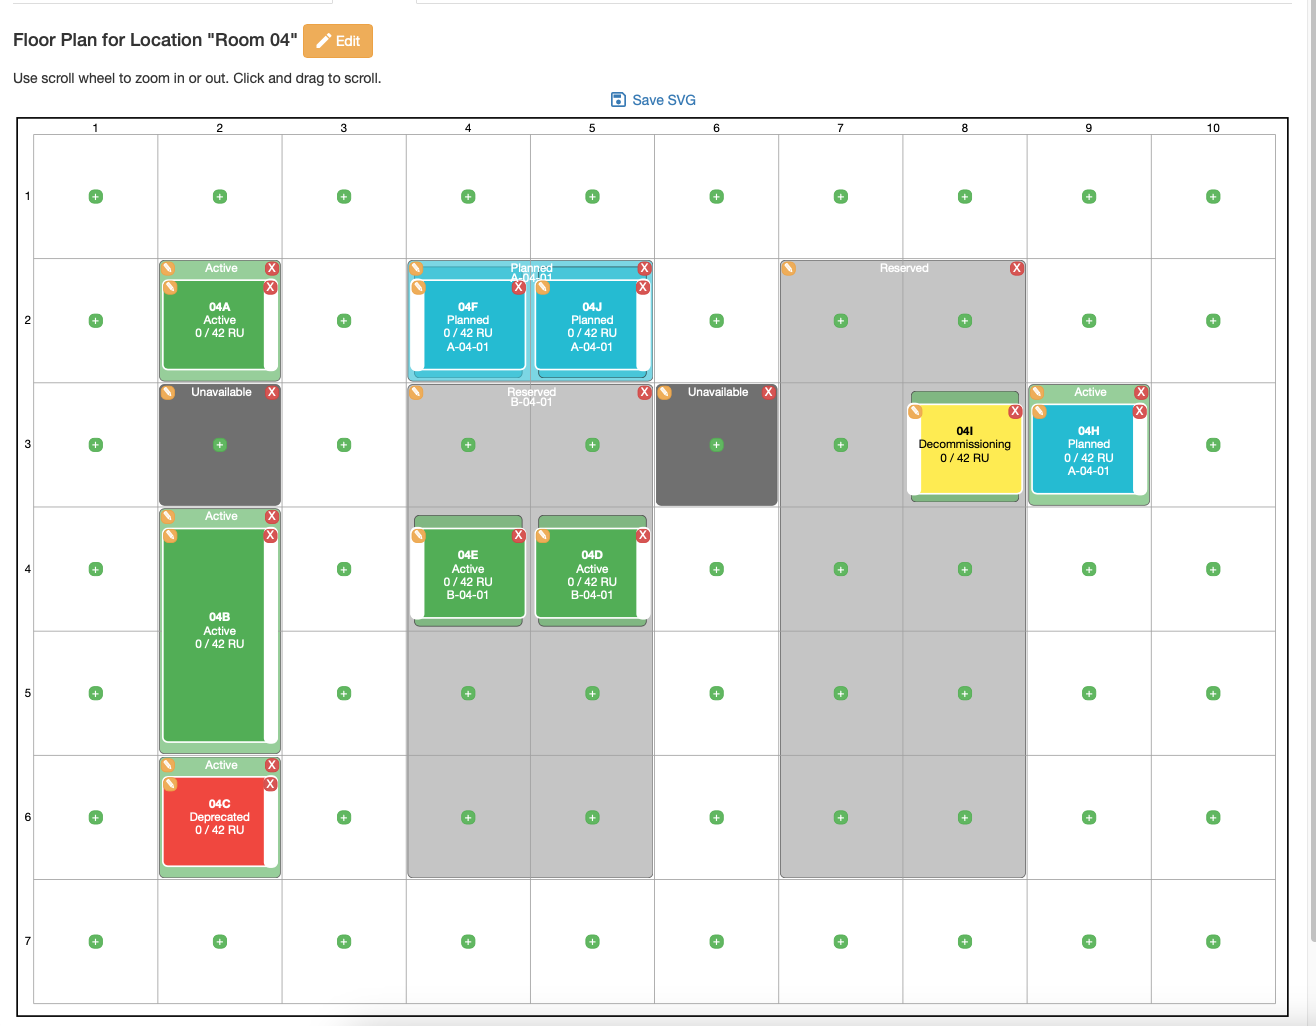 Floor Plan for Location "Room 04" Edit
Use scroll wheel to zoom in or out. Click and drag to scroll.
Save SVG
1 2 3 4 5 6 7 8 9 10
1
Active X
Planned X
A-04-01
Reserved X
2
X
04A
Active
0 / 42 RU
X
04F
Planned
0 / 42 RU
A-04-01
X
04J
Planned
0 / 42 RU
A-04-01
Unavailable X
Reserved X
B-04-01
Unavailable X
Active X
3
X
04I
Decommissioning
0 / 42 RU
X
04H
Planned
0 / 42 RU
A-04-01
Active X
4
X
04B
Active
0 / 42 RU
X
04E
Active
0 / 42 RU
B-04-01
X
04D
Active
0 / 42 RU
B-04-01
5
Active X
6
X
04C
Deprecated
0 / 42 RU
7